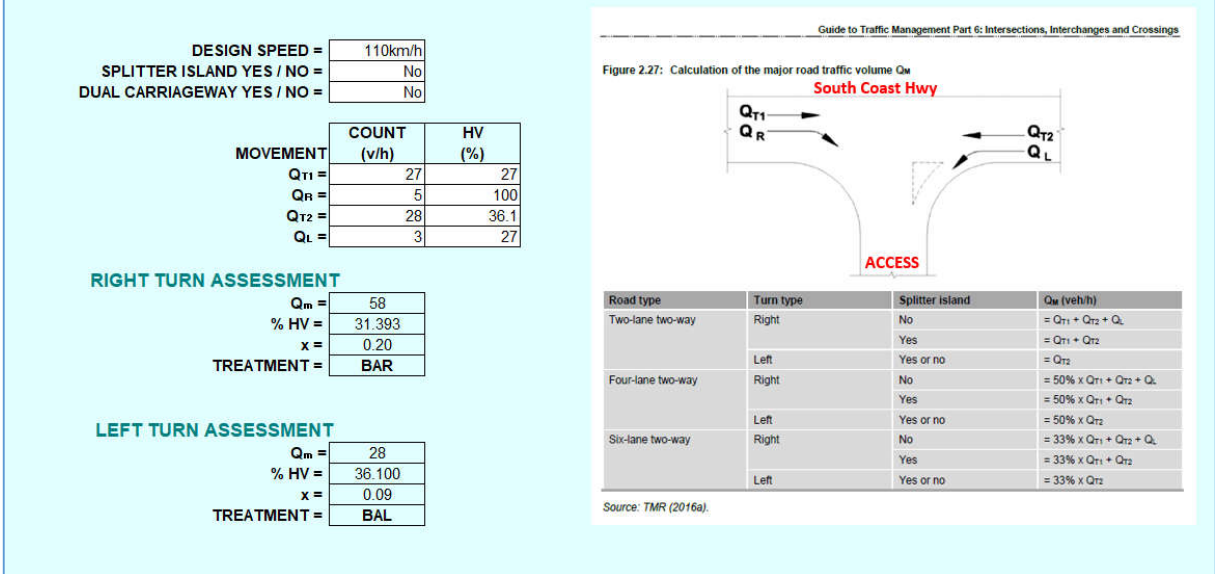 DESIGN SPEED = 110km/h
SPLITTER ISLAND YES / NO = No
DUAL CARRIAGEWAY YES / NO = No
COUNT HV
MOVEMENT (v/h) (%)
QT1 = 27 27
QR = 5 100
QT2 = 28 36.1
QL = 3 27
RIGHT TURN ASSESSMENT
Qm = 58
% HV = 31.393
x = 0.20
TREATMENT = BAR
LEFT TURN ASSESSMENT
Qm = 28
% HV = 36.100
x = 0.09
TREATMENT = BAL
Guide to Traffic Management Part 6: Intersections, Interchanges and Crossings
Figure 2.27: Calculation of the major road traffic volume QM
South Coast Hwy
QT1
QR
QT2
QL
ACCESS
Road type Turn type Splitter island QM (veh/h)
Two-lane two-way Right No = QT1 + QT2 + QL
Yes = QT1 + QT2
Left Yes or no = QT2
Four-lane two-way Right No = 50% x QT1 + QT2 + QL
Yes = 50% x QT1 + QT2
Left Yes or no = 50% x QT2
Six-lane two-way Right No = 33% x QT1 + QT2 + QL
Yes = 33% x QT1 + QT2
Left Yes or no = 33% x QT2
Source: TMR (2016a).